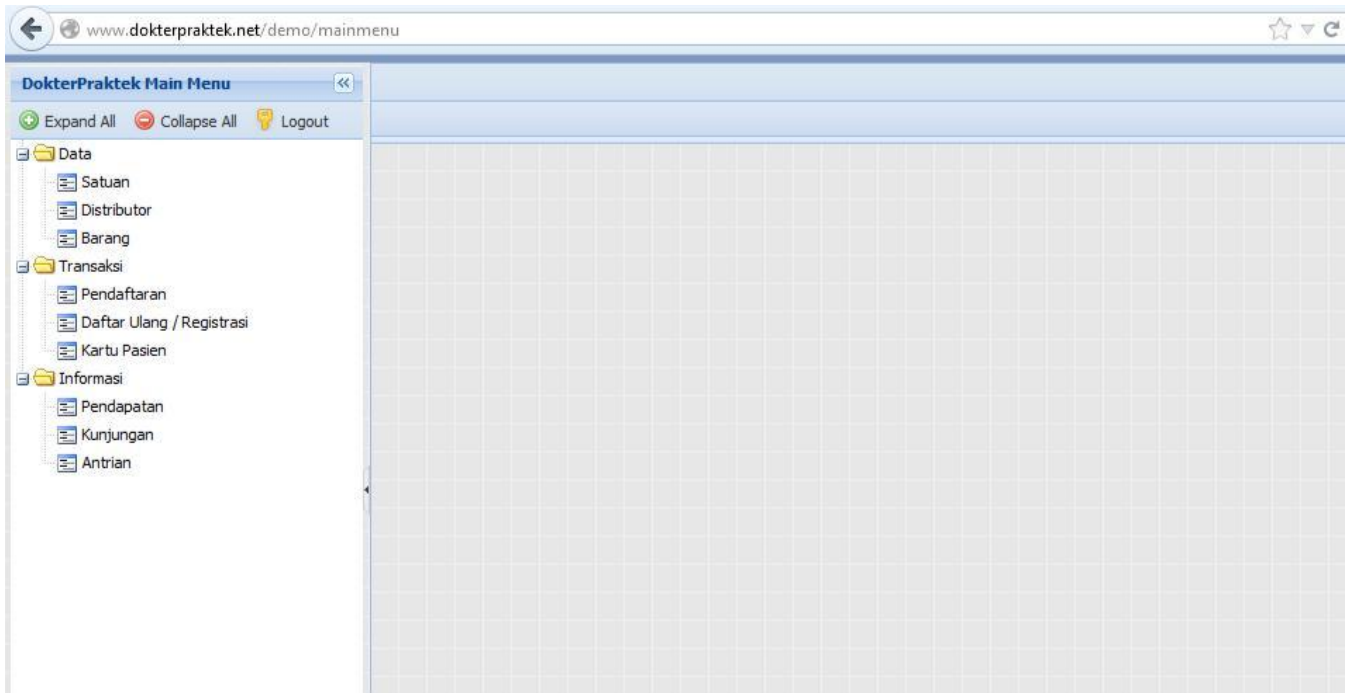 www.dokterpraktek.net/demo/mainmenu
DokterPraktek Main Menu
Expand All Collapse All Logout
Data
Satuan
Distributor
Barang
Transaksi
Pendaftaran
Daftar Ulang / Registrasi
Kartu Pasien
Informasi
Pendapatan
Kunjungan
Antrian